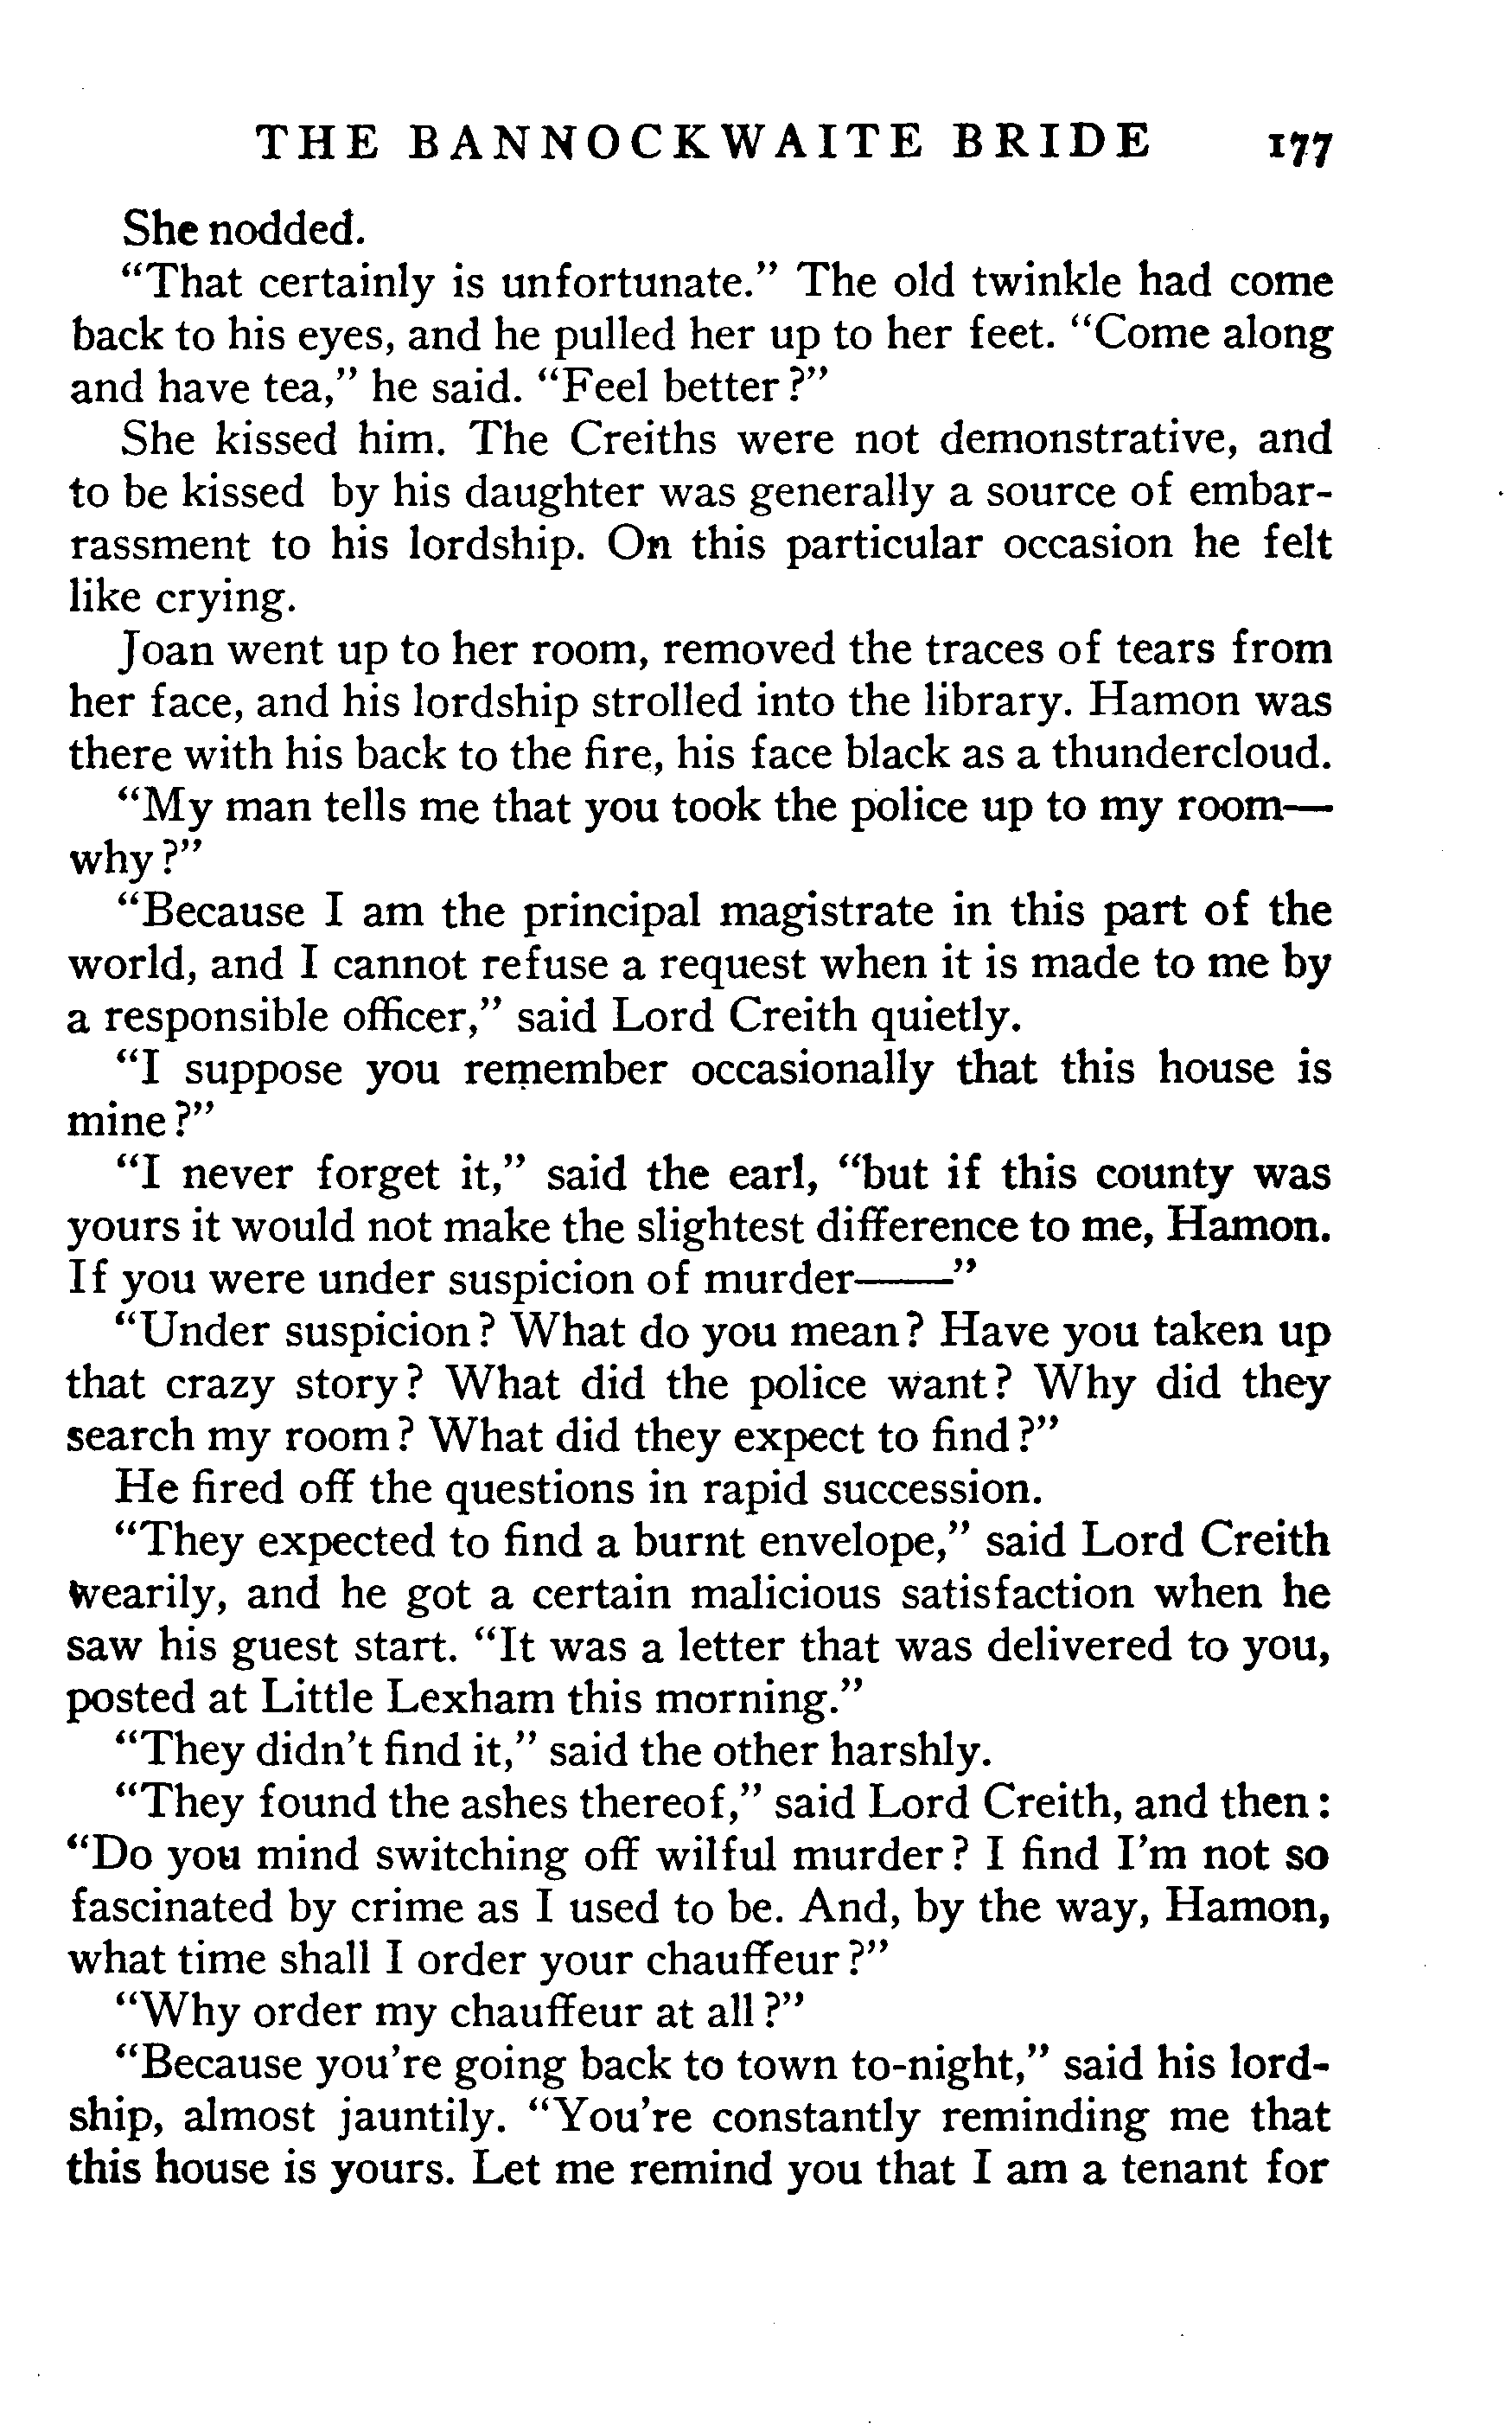 THE BANNOCKWAITE BRIDE 177
She nodded.
“That certainly is unfortunate.” The old twinkle had come
back to his eyes, and he pulled her up to her feet. “Come along
and have tea,” he said. “Feel better?”
She kissed him. The Creiths were not demonstrative, and
to be kissed by his daughter was generally a source of embar-
rassment to his lordship. On this particular occasion he felt
like crying.
Joan went up to her room, removed the traces of tears from
her face, and his lordship strolled into the library. Hamon was
there with his back to the fire, his face black as a thundercloud.
“My man tells me that you took the police up to my room—
why?”
“Because I am the principal magistrate in this part of the
world, and I cannot refuse a request when it is made to me by
a responsible officer,” said Lord Creith quietly.
“I suppose you remember occasionally that this house is
mine?”
“I never forget it,” said the earl, “but if this county was
yours it would not make the slightest difference to me, Hamon.
If you were under suspicion of murder——”
“Under suspicion? What do you mean? Have you taken up
that crazy story? What did the police want? Why did they
search my room? What did they expect to find?”
He fired off the questions in rapid succession.
“They expected to find a burnt envelope,” said Lord Creith
wearily, and he got a certain malicious satisfaction when he
saw his guest start. “It was a letter that was delivered to you,
posted at Little Lexham this morning.”
“They didn't find it,” said the other harshly.
“They found the ashes thereof,” said Lord Creith, and then:
“Do you mind switching off wilful murder? I find I'm not so
fascinated by crime as I used to be. And, by the way, Hamon,
what time shall I order your chauffeur?”
“Why order my chauffeur at all?”
“Because you're going back to town to-night,” said his lord-
ship, almost jauntily. “You're constantly reminding me that
this house is yours. Let me remind you that I am a tenant for